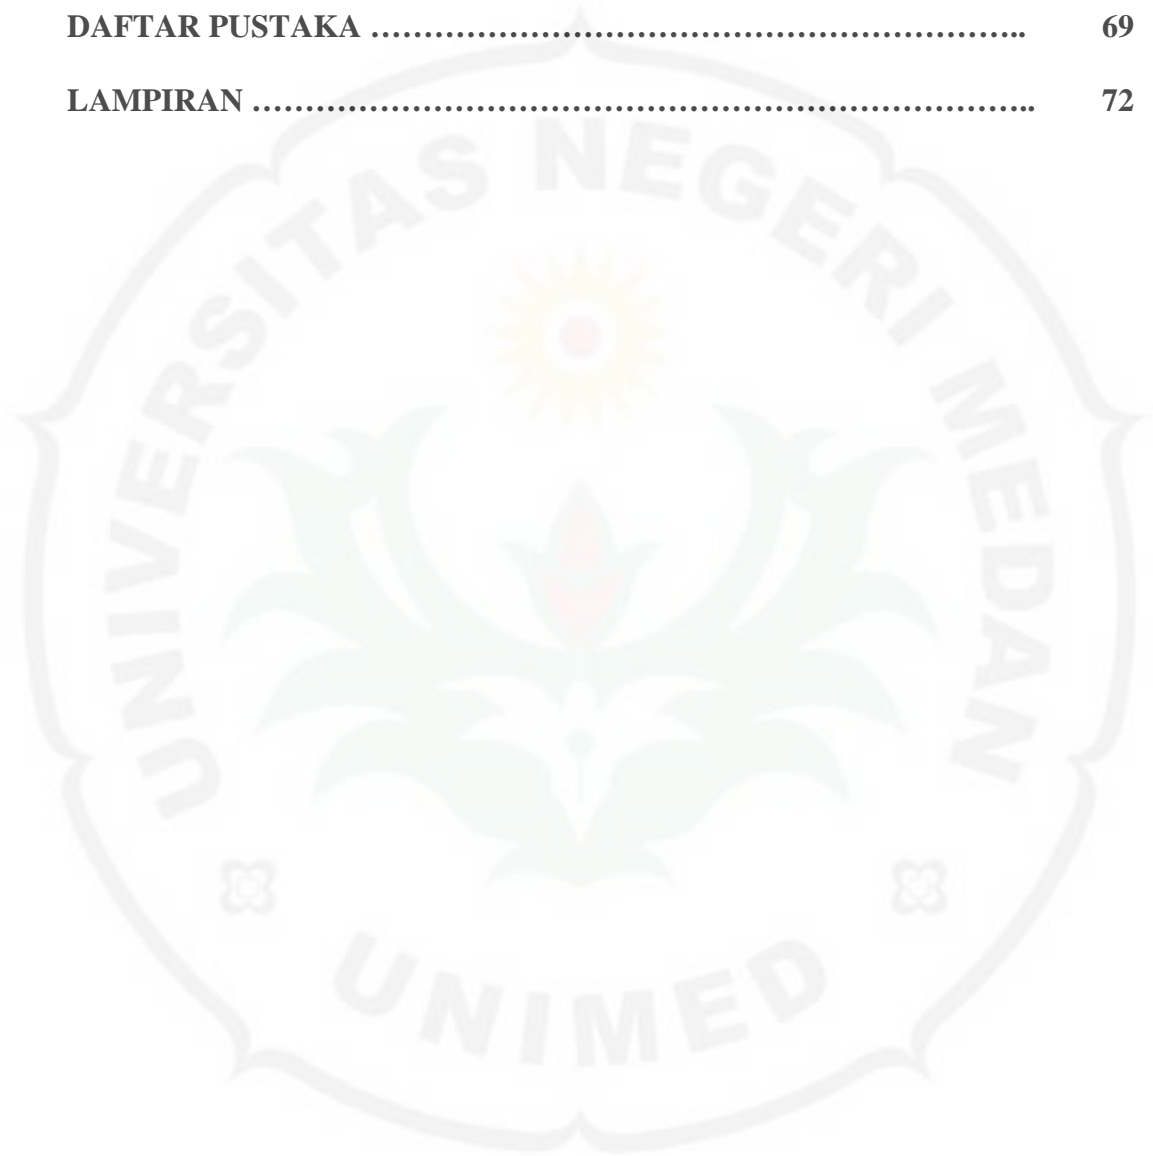 DAFTAR PUSTAKA ……………………………………………………….. 69
LAMPIRAN ………………………………………………………………….. 72
UNIVERSITAS NEGERI MEDAN
UNIMED